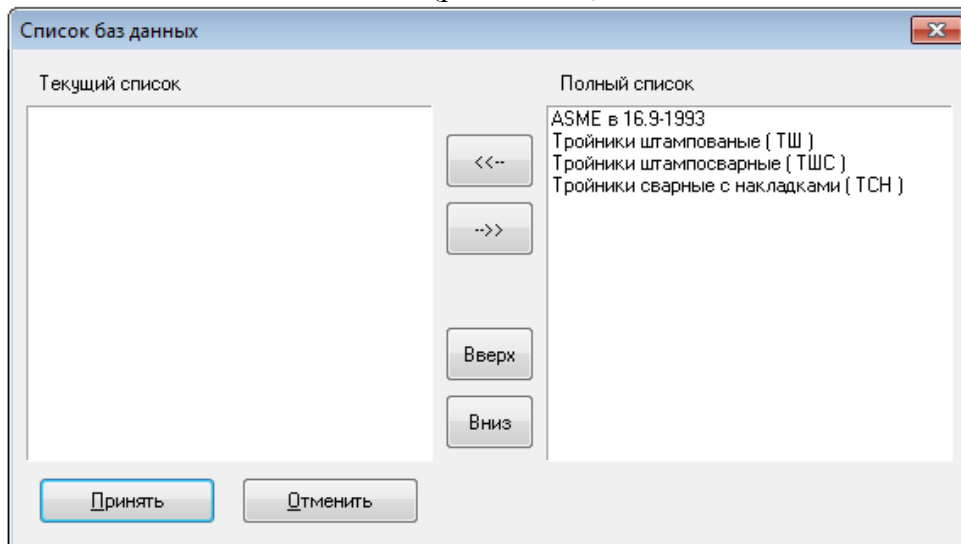 Список баз данных
Текущий список
Полный список
ASME в 16.9-1993
Тройники штампованые ( ТШ )
Тройники штампосварные ( ТШС )
Тройники сварные с накладками ( ТСН )
<<--
-->>
Вверх
Вниз
Принять
Отменить